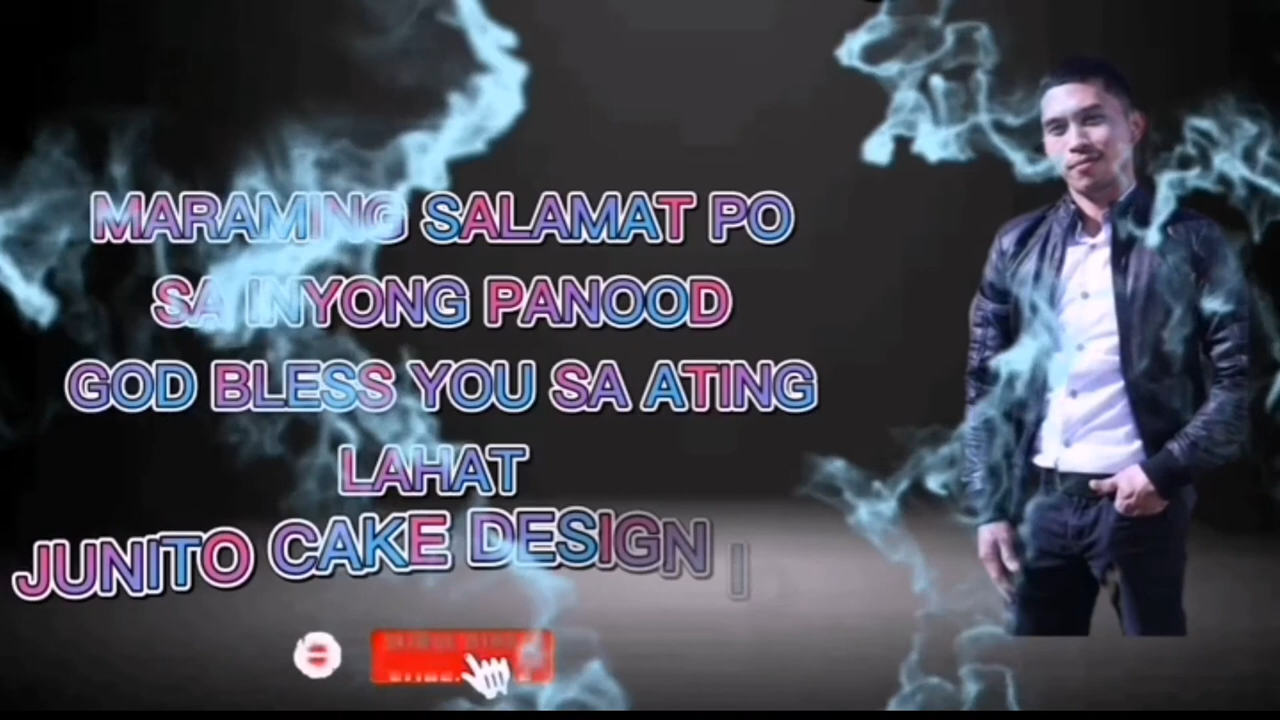 MARAMING SALAMAT PO
SA INYONG PANOOD
GOD BLESS YOU SA ATING
LAHAT
JUNITO CAKE DESIGN